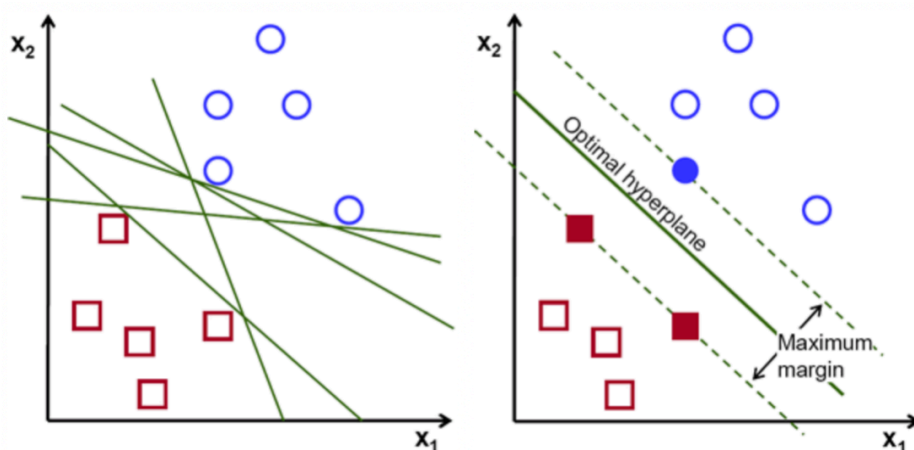 x₂
x₁
x₂
Optimal hyperplane
Maximum
margin
x₁